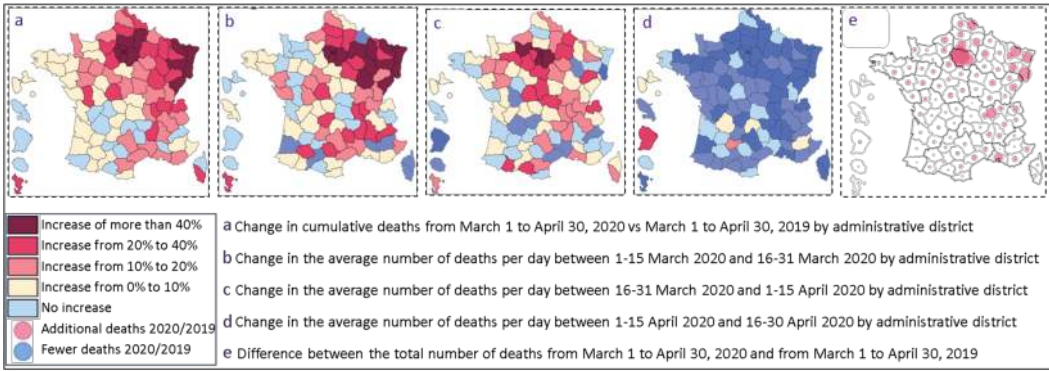 a
b
c
d
e
Increase of more than 40%
Increase from 20% to 40%
Increase from 10% to 20%
Increase from 0% to 10%
No increase
Additional deaths 2020/2019
Fewer deaths 2020/2019
a Change in cumulative deaths from March 1 to April 30, 2020 vs March 1 to April 30, 2019 by administrative district
b Change in the average number of deaths per day between 1-15 March 2020 and 16-31 March 2020 by administrative district
c Change in the average number of deaths per day between 16-31 March 2020 and 1-15 April 2020 by administrative district
d Change in the average number of deaths per day between 1-15 April 2020 and 16-30 April 2020 by administrative district
e Difference between the total number of deaths from March 1 to April 30, 2020 and from March 1 to April 30, 2019